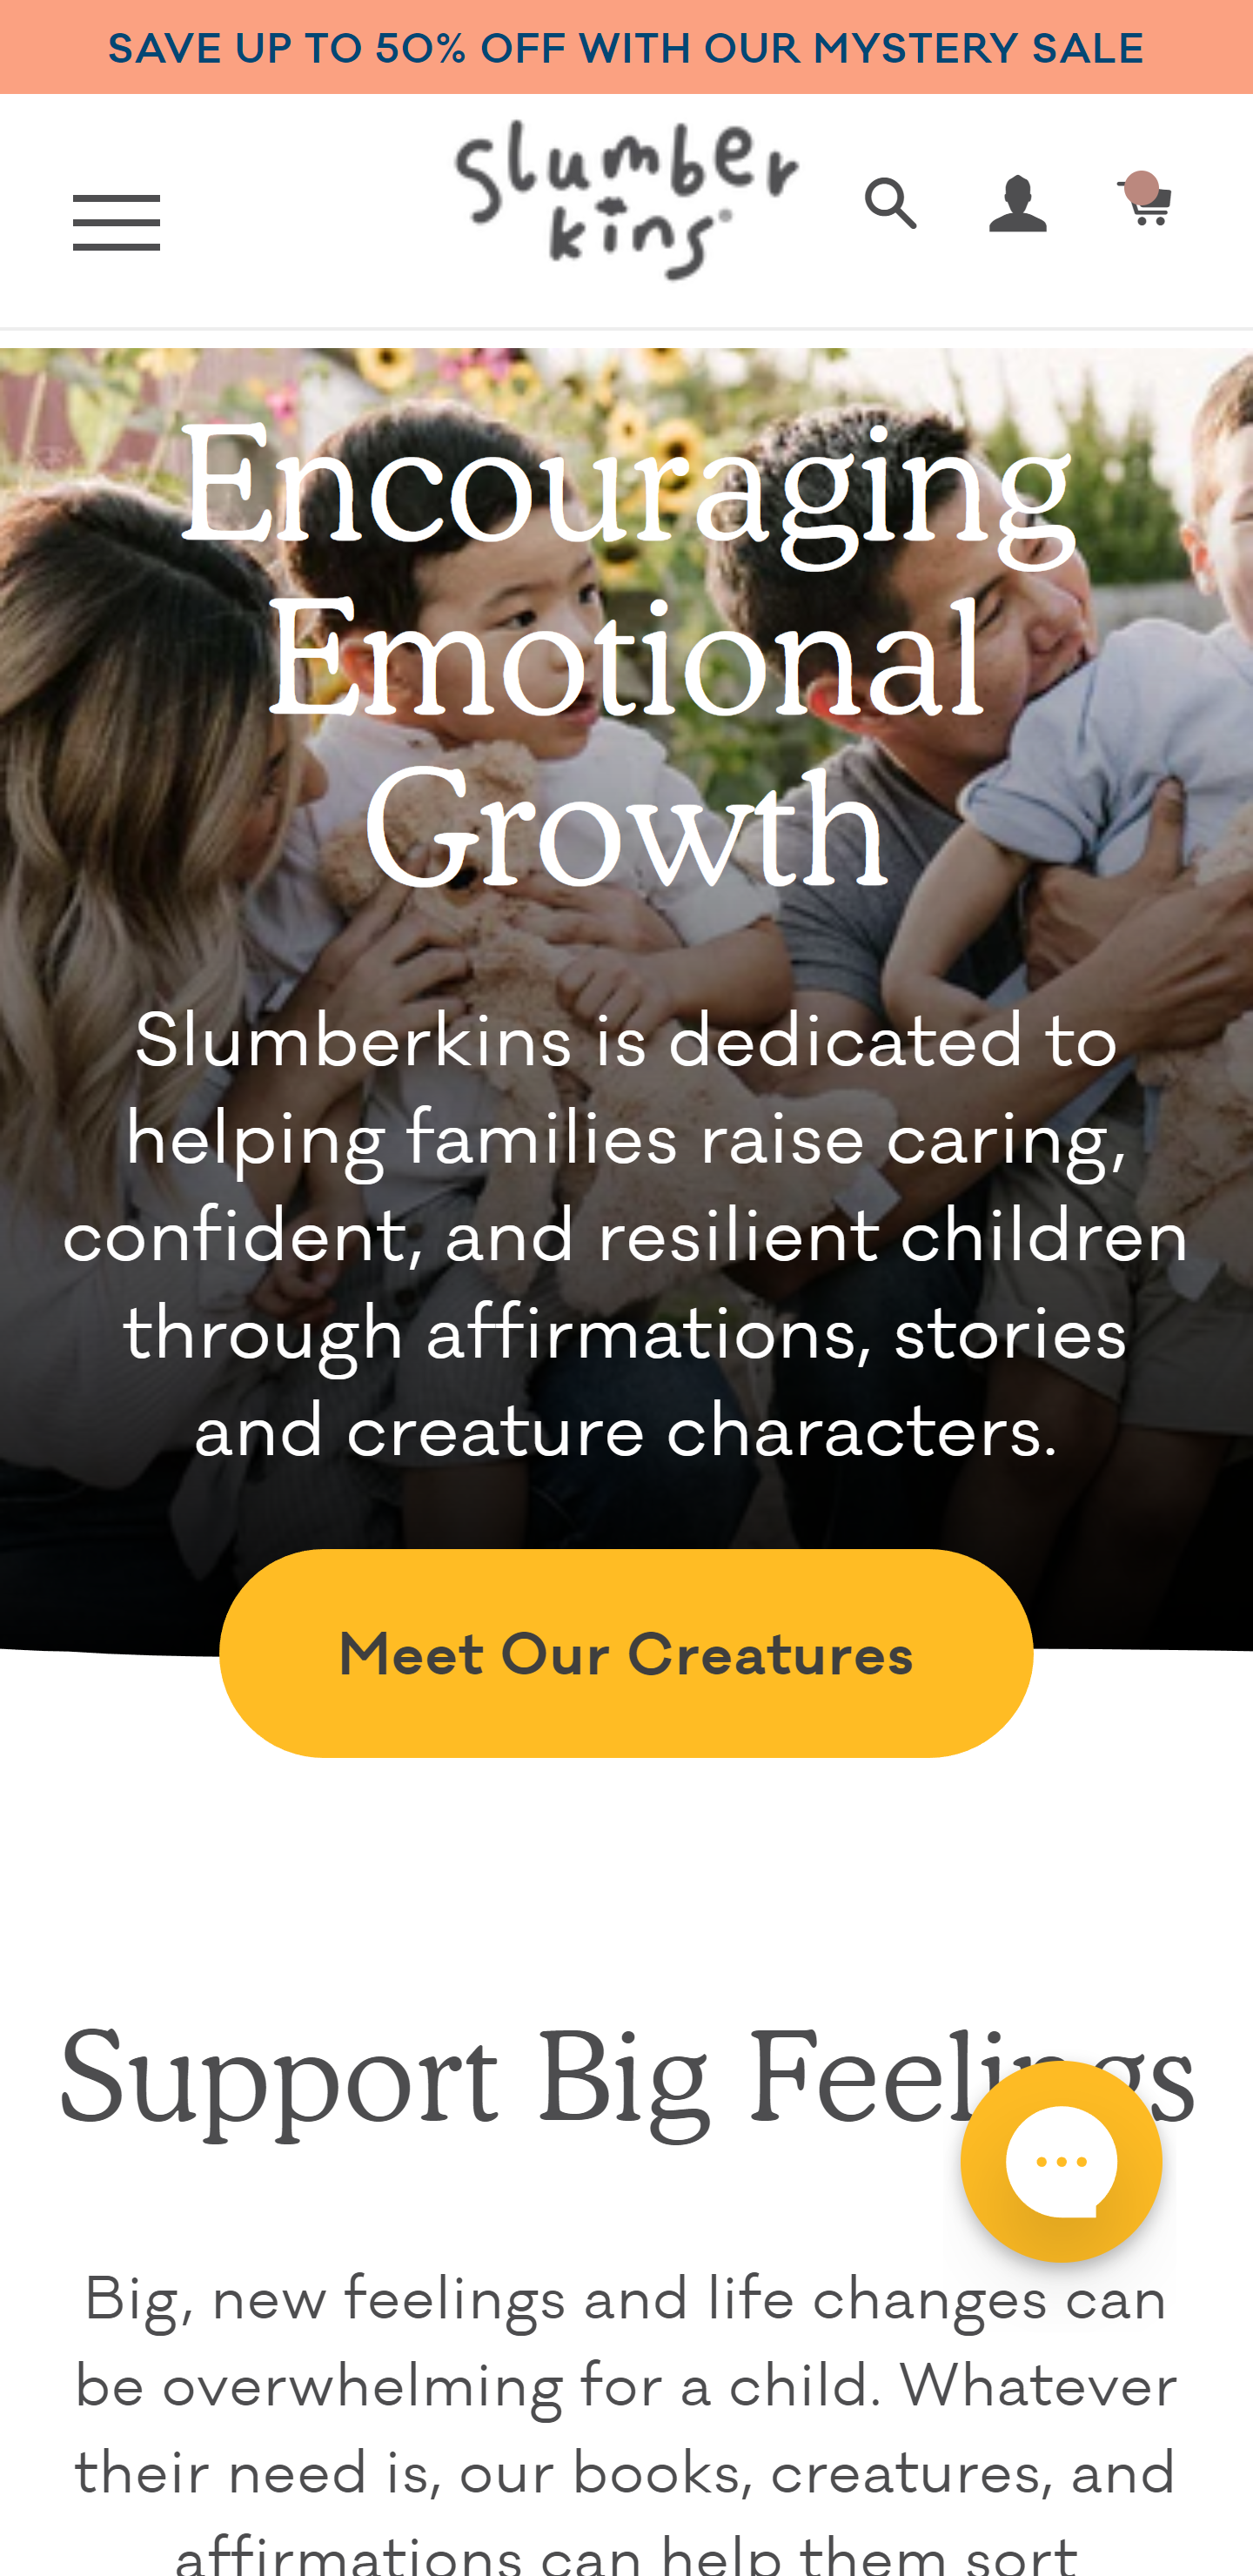 SAVE UP TO 50% OFF WITH OUR MYSTERY SALE
Slumber
kins®
Encouraging
Emotional
Growth
Slumberkins is dedicated to
helping families raise caring,
confident, and resilient children
through affirmations, stories
and creature characters.
Meet Our Creatures
Support Big Feelings
Big, new feelings and life changes can
be overwhelming for a child. Whatever
their need is, our books, creatures, and
affirmations can help them sort